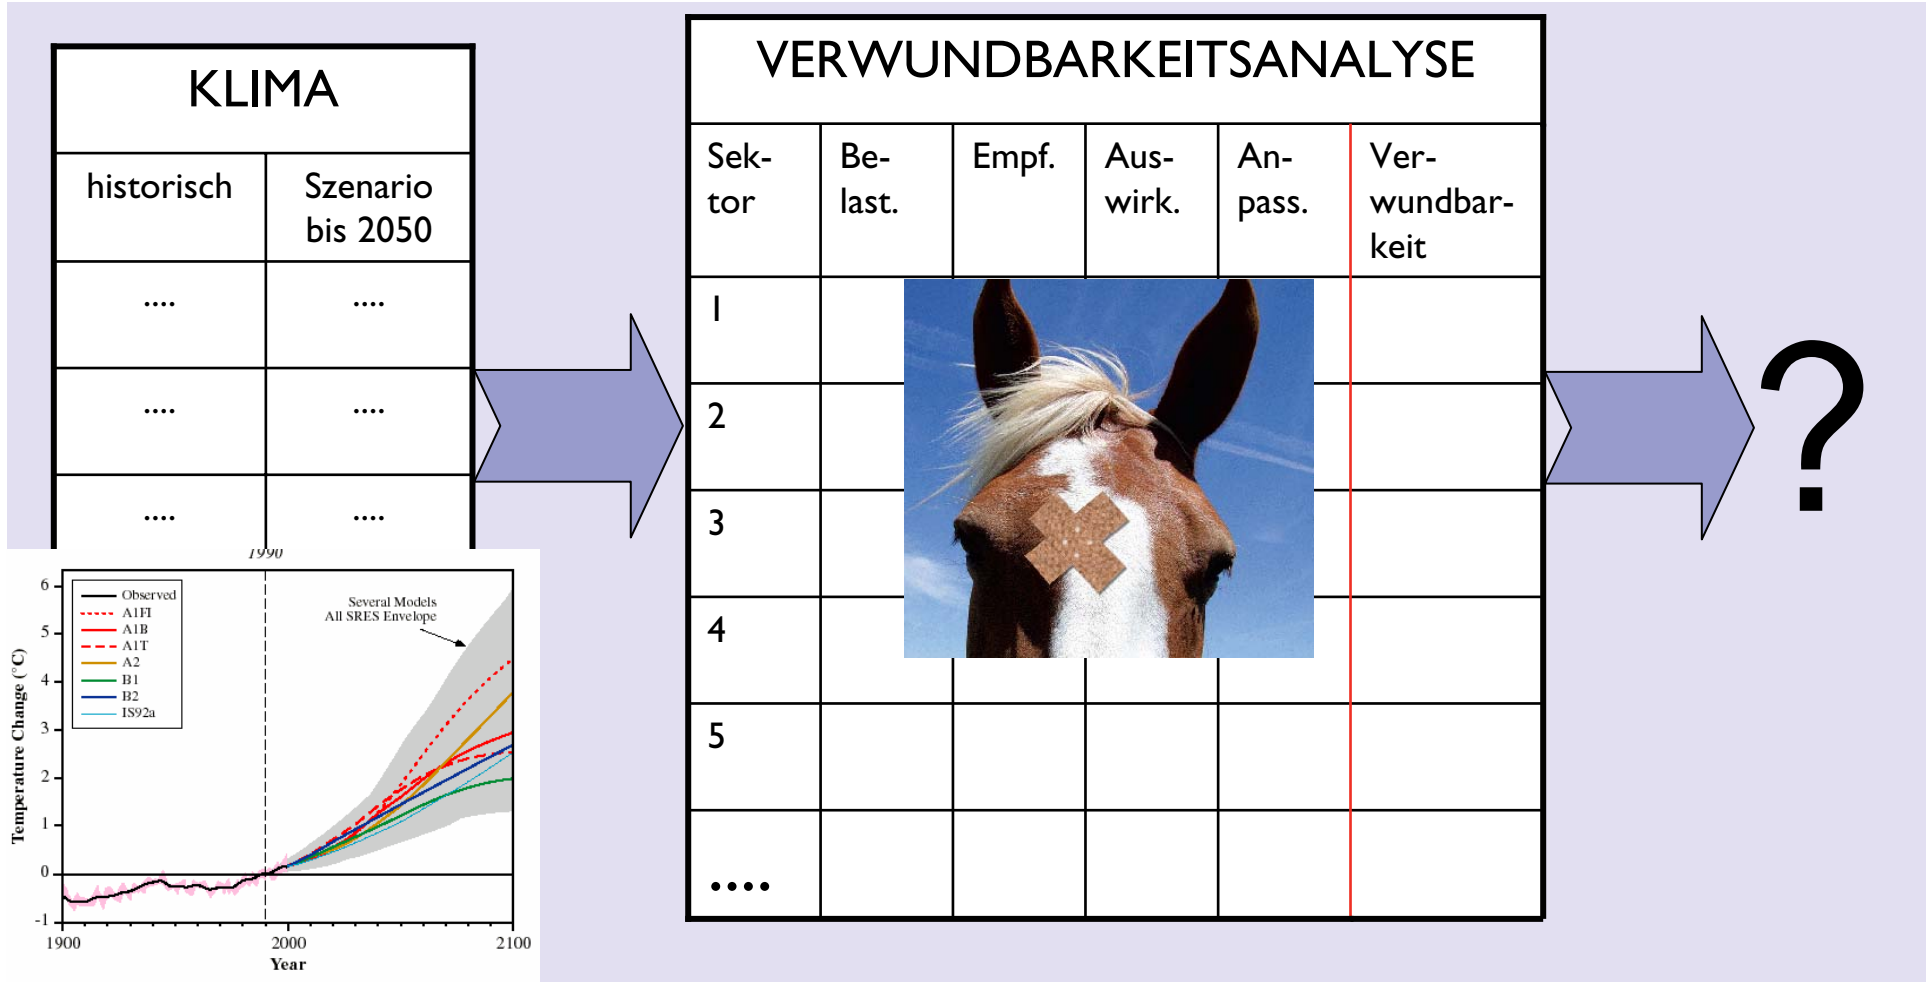 KLIMA
historisch
Szenario
bis 2050
....
....
....
....
....
....
1990
6
5
4
3
2
1
0
-1
Temperature Change (°C)
Observed
A1FI
A1B
A1T
A2
B1
B2
IS92a
Several Models
All SRES Envelope
1900
2000
2100
Year
VERWUNDBARKEITSANALYSE
Sek-
tor
Be-
last.
Empf.
Aus-
wirk.
An-
pass.
Ver-
wundbar-
keit
1
2
3
4
5
....
?